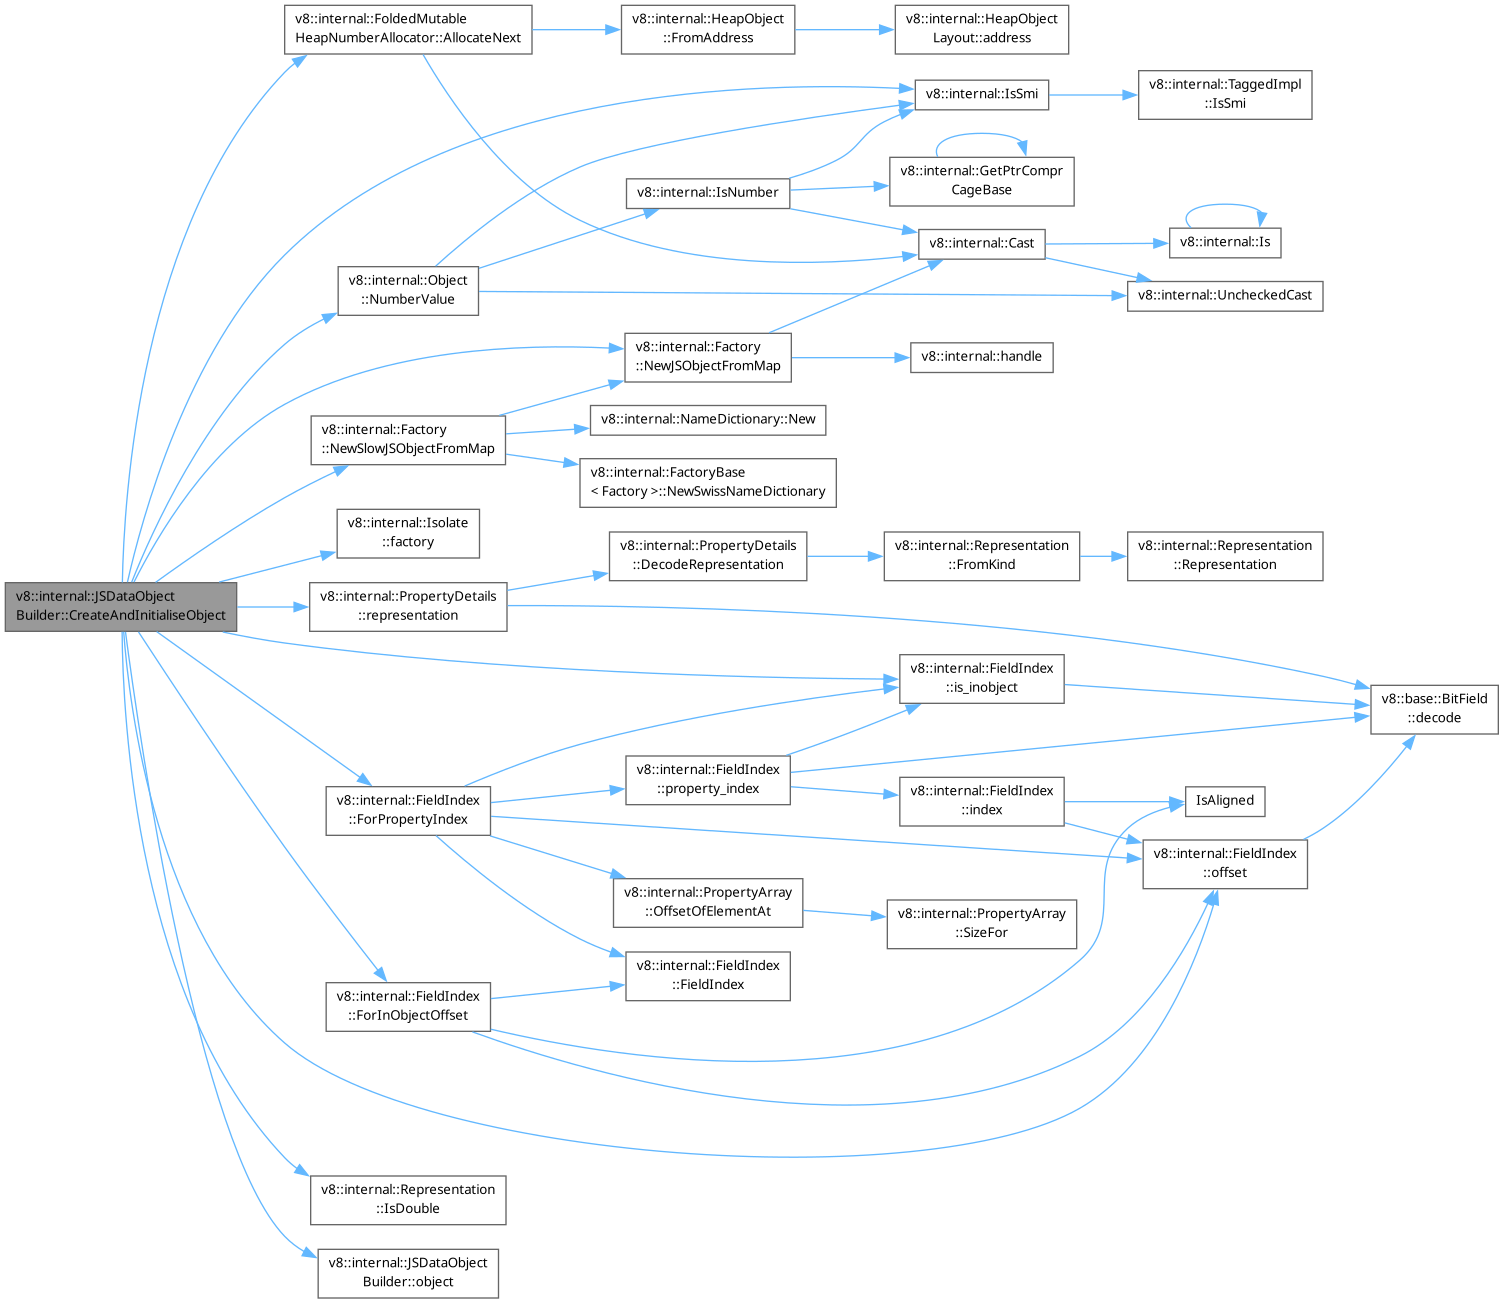 v8::internal::FoldedMutable
HeapNumberAllocator::AllocateNext
v8::internal::HeapObject
::FromAddress
v8::internal::HeapObject
Layout::address
v8::internal::IsSmi
v8::internal::TaggedImpl
::IsSmi
v8::internal::GetPtrCompr
CageBase
v8::internal::IsNumber
v8::internal::Cast
v8::internal::Is
v8::internal::Object
::NumberValue
v8::internal::UncheckedCast
v8::internal::Factory
::NewJSObjectFromMap
v8::internal::handle
v8::internal::Factory
::NewSlowJSObjectFromMap
v8::internal::NameDictionary::New
v8::internal::FactoryBase
< Factory >::NewSwissNameDictionary
v8::internal::Isolate
::factory
v8::internal::PropertyDetails
::DecodeRepresentation
v8::internal::Representation
::FromKind
v8::internal::Representation
::Representation
v8::internal::JSDataObject
Builder::CreateAndInitialiseObject
v8::internal::PropertyDetails
::representation
v8::internal::FieldIndex
::is_inobject
v8::base::BitField
::decode
v8::internal::FieldIndex
::property_index
v8::internal::FieldIndex
::index
IsAligned
v8::internal::FieldIndex
::ForPropertyIndex
v8::internal::FieldIndex
::offset
v8::internal::PropertyArray
::OffsetOfElementAt
v8::internal::PropertyArray
::SizeFor
v8::internal::FieldIndex
::FieldIndex
v8::internal::FieldIndex
::ForInObjectOffset
v8::internal::Representation
::IsDouble
v8::internal::JSDataObject
Builder::object